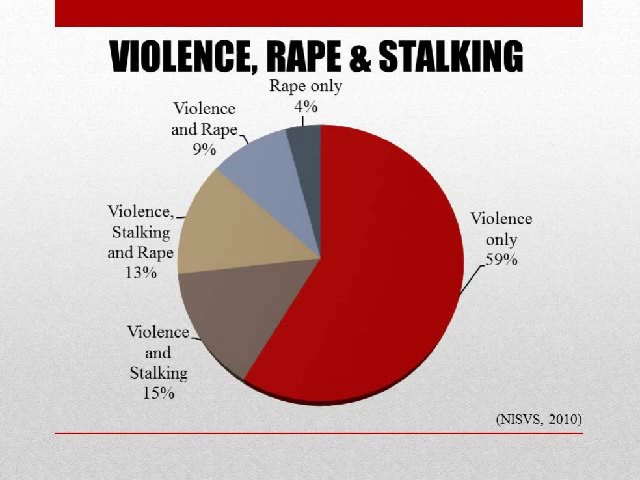 VIOLENCE, RAPE & STALKING
Rape only
4%
Violence
and Rape
9%
Violence,
Stalking
and Rape
13%
Violence
only
59%
Violence
and
Stalking
15%
(NISVS, 2010)